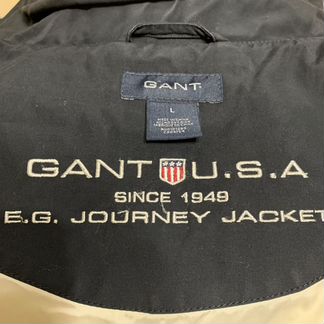 GANT
L
GANT U.S.A
SINCE 1949
E.G. JOURNEY JACKET